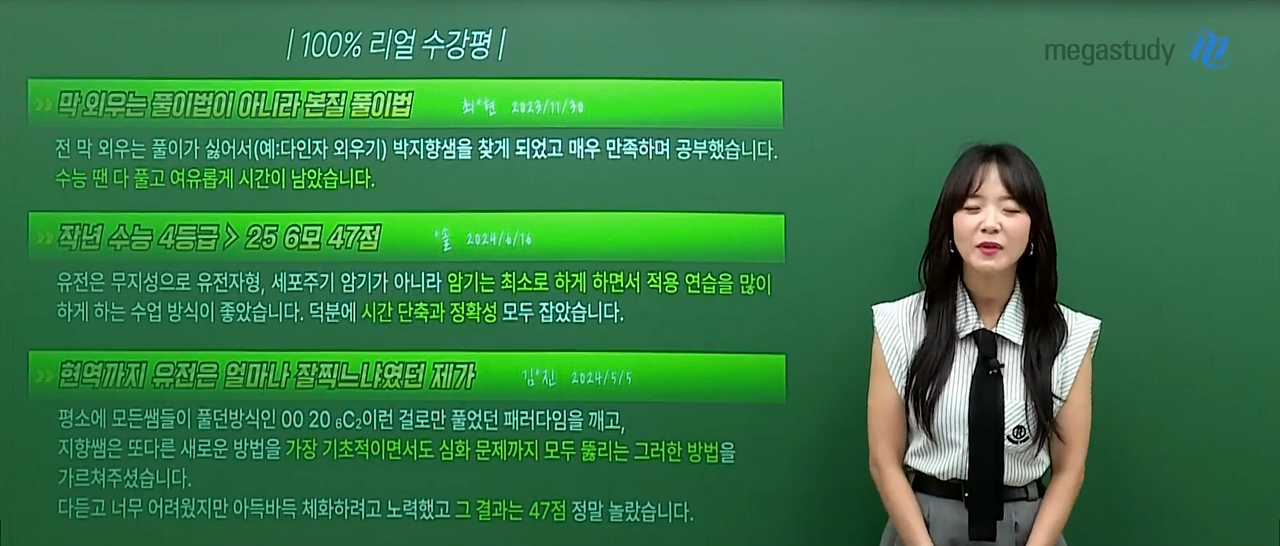 | 100% 리얼 수강평 |
megastudy
» 막 외우는 풀이법이 아니라 본질 풀이법 최*현 2023/11/30
전 막 외우는 풀이가 싫어서(예:다인자 외우기) 박지향샘을 찾게 되었고 매우 만족하며 공부했습니다.
수능 땐 다 풀고 여유롭게 시간이 남았습니다.
» 작년 수능 4등급 > 25 6모 47점 *솔 2024/6/16
유전은 무지성으로 유전자형, 세포주기 암기가 아니라 암기는 최소로 하게 하면서 적용 연습을 많이
하게 하는 수업 방식이 좋았습니다. 덕분에 시간 단축과 정확성 모두 잡았습니다.
» 현역까지 유전은 얼마나 잘찍느냐였던 제가 김*진 2024/5/5
평소에 모든쌤들이 풀던방식인 00 20 ₆C₂이런 걸로만 풀었던 패러다임을 깨고,
지향쌤은 또다른 새로운 방법을 가장 기초적이면서도 심화 문제까지 모두 뚫리는 그러한 방법을
가르쳐주셨습니다.
다듣고 너무 어려웠지만 아득바득 체화하려고 노력했고 그 결과는 47점 정말 놀랐습니다.